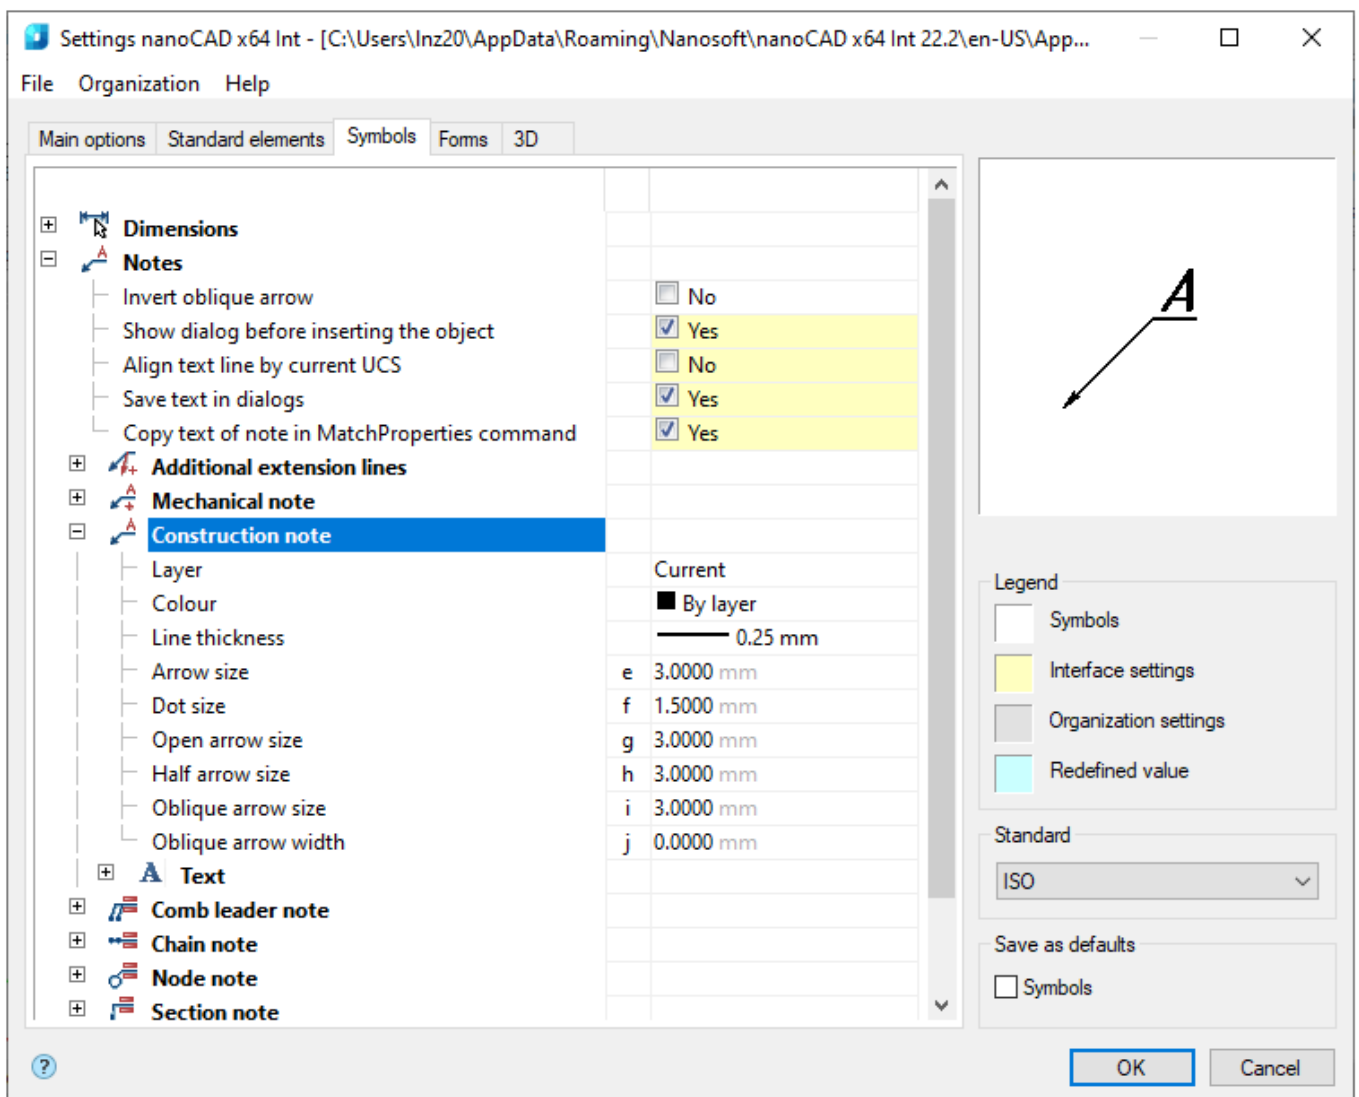 Settings nanoCAD x64 Int - [C:\Users\Inz20\AppData\Roaming\Nanosoft\nanoCAD x64 Int 22.2\en-US\App...
File Organization Help
Main options Standard elements Symbols Forms 3D
Dimensions
Notes
Invert oblique arrow No
Show dialog before inserting the object Yes
Align text line by current UCS No
Save text in dialogs Yes
Copy text of note in MatchProperties command Yes
Additional extension lines
Mechanical note
Construction note
Layer Current
Colour By layer
Line thickness 0.25 mm
Arrow size e 3.0000 mm
Dot size f 1.5000 mm
Open arrow size g 3.0000 mm
Half arrow size h 3.0000 mm
Oblique arrow size i 3.0000 mm
Oblique arrow width j 0.0000 mm
A Text
Comb leader note
Chain note
Node note
Section note
A
Legend
Symbols
Interface settings
Organization settings
Redefined value
Standard
ISO
Save as defaults
Symbols
? OK Cancel